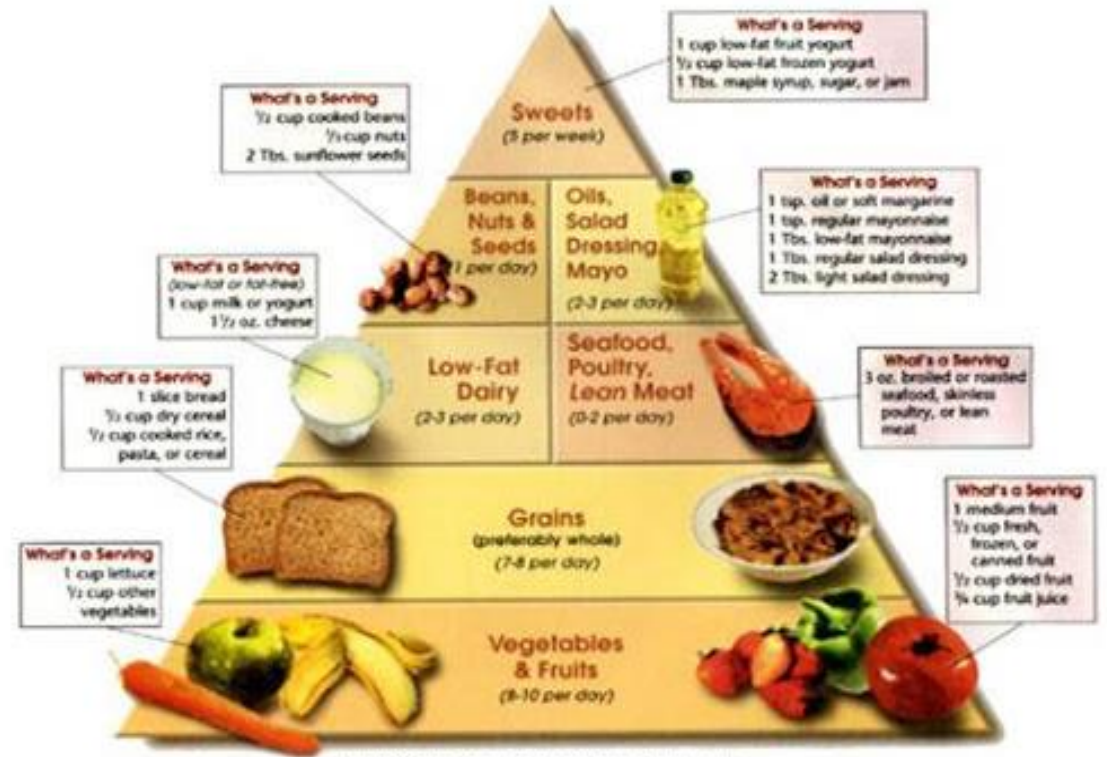 What's a Serving
1 cup low-fat fruit yogurt
½ cup low-fat frozen yogurt
1 Tbs. maple syrup, sugar, or jam
Sweets
(5 per week)
What's a Serving
½ cup cooked beans
⅓ cup nuts
2 Tbs. sunflower seeds
Beans,
Nuts &
Seeds
(1 per day)
Oils,
Salad
Dressing,
Mayo
(2-3 per day)
What's a Serving
1 tsp. oil or soft margarine
1 tsp. regular mayonnaise
1 Tbs. low-fat mayonnaise
1 Tbs. regular salad dressing
2 Tbs. light salad dressing
What's a Serving
(low-fat or fat-free)
1 cup milk or yogurt
1 ½ oz. cheese
Low-Fat
Dairy
(2-3 per day)
Seafood,
Poultry,
Lean Meat
(0-2 per day)
What's a Serving
3 oz. broiled or roasted
seafood, skinless
poultry, or lean
meat
What's a Serving
1 slice bread
½ cup dry cereal
½ cup cooked rice,
pasta, or cereal
Grains
(preferably whole)
(7-8 per day)
What's a Serving
1 cup lettuce
½ cup other
vegetables
Vegetables
& Fruits
(8-10 per day)
What's a Serving
1 medium fruit
½ cup fresh,
frozen, or
canned fruit
½ cup dried fruit
¾ cup fruit juice